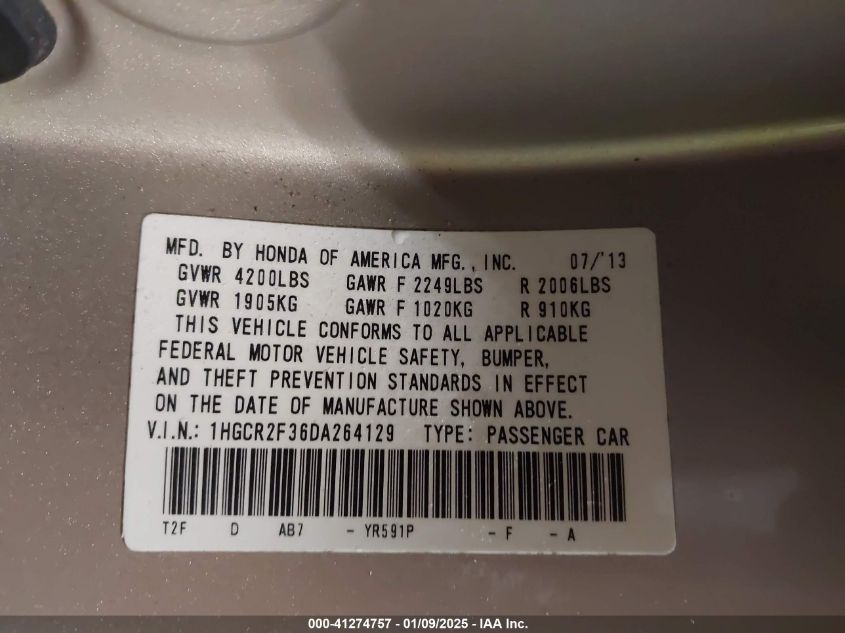 MFD. BY HONDA OF AMERICA MFG., INC. 07/'13
GVWR 4200LBS GAWR F 2249LBS R 2006LBS
GVWR 1905KG GAWR F 1020KG R 910KG
THIS VEHICLE CONFORMS TO ALL APPLICABLE
FEDERAL MOTOR VEHICLE SAFETY, BUMPER,
AND THEFT PREVENTION STANDARDS IN EFFECT
ON THE DATE OF MANUFACTURE SHOWN ABOVE.
V.I.N.: 1HGCR2F36DA264129 TYPE: PASSENGER CAR
T2F D AB7 - YR591P - F - A
000-41274757 - 01/09/2025 - IAA Inc.